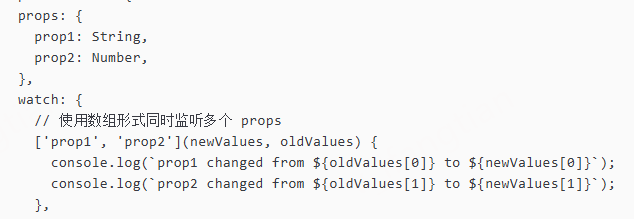 props: {
  prop1: String,
  prop2: Number,
},
watch: {
  // 使用数组形式同时监听多个 props
  ['prop1', 'prop2'](newValues, oldValues) {
    console.log(`prop1 changed from ${oldValues[0]} to ${newValues[0]}`);
    console.log(`prop2 changed from ${oldValues[1]} to ${newValues[1]}`);
  },